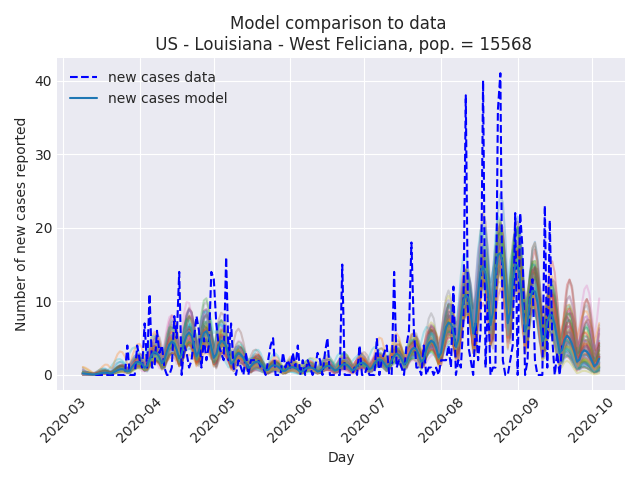 Model comparison to data
US - Louisiana - West Feliciana, pop. = 15568
new cases data
new cases model
Number of new cases reported
40
30
20
10
0
2020-03
2020-04
2020-05
2020-06
2020-07
2020-08
2020-09
2020-10
Day